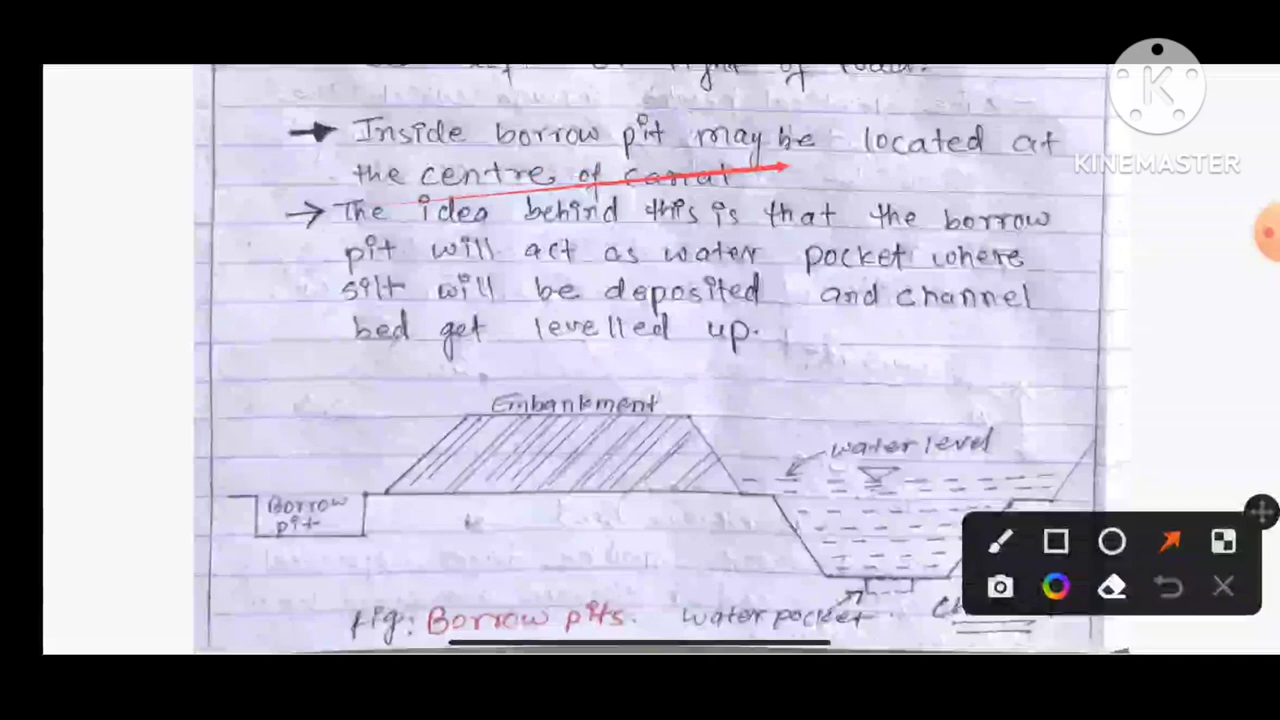 of
→ Inside borrow pit may be located at
the centre of canal
→ The idea behind this is that the borrow
pit will act as water pocket where
silt will be deposited and channel
bed get levelled up.
Embankment
water level
Borrow
pit
fig: Borrow pits.
water pocket
KINEMASTER